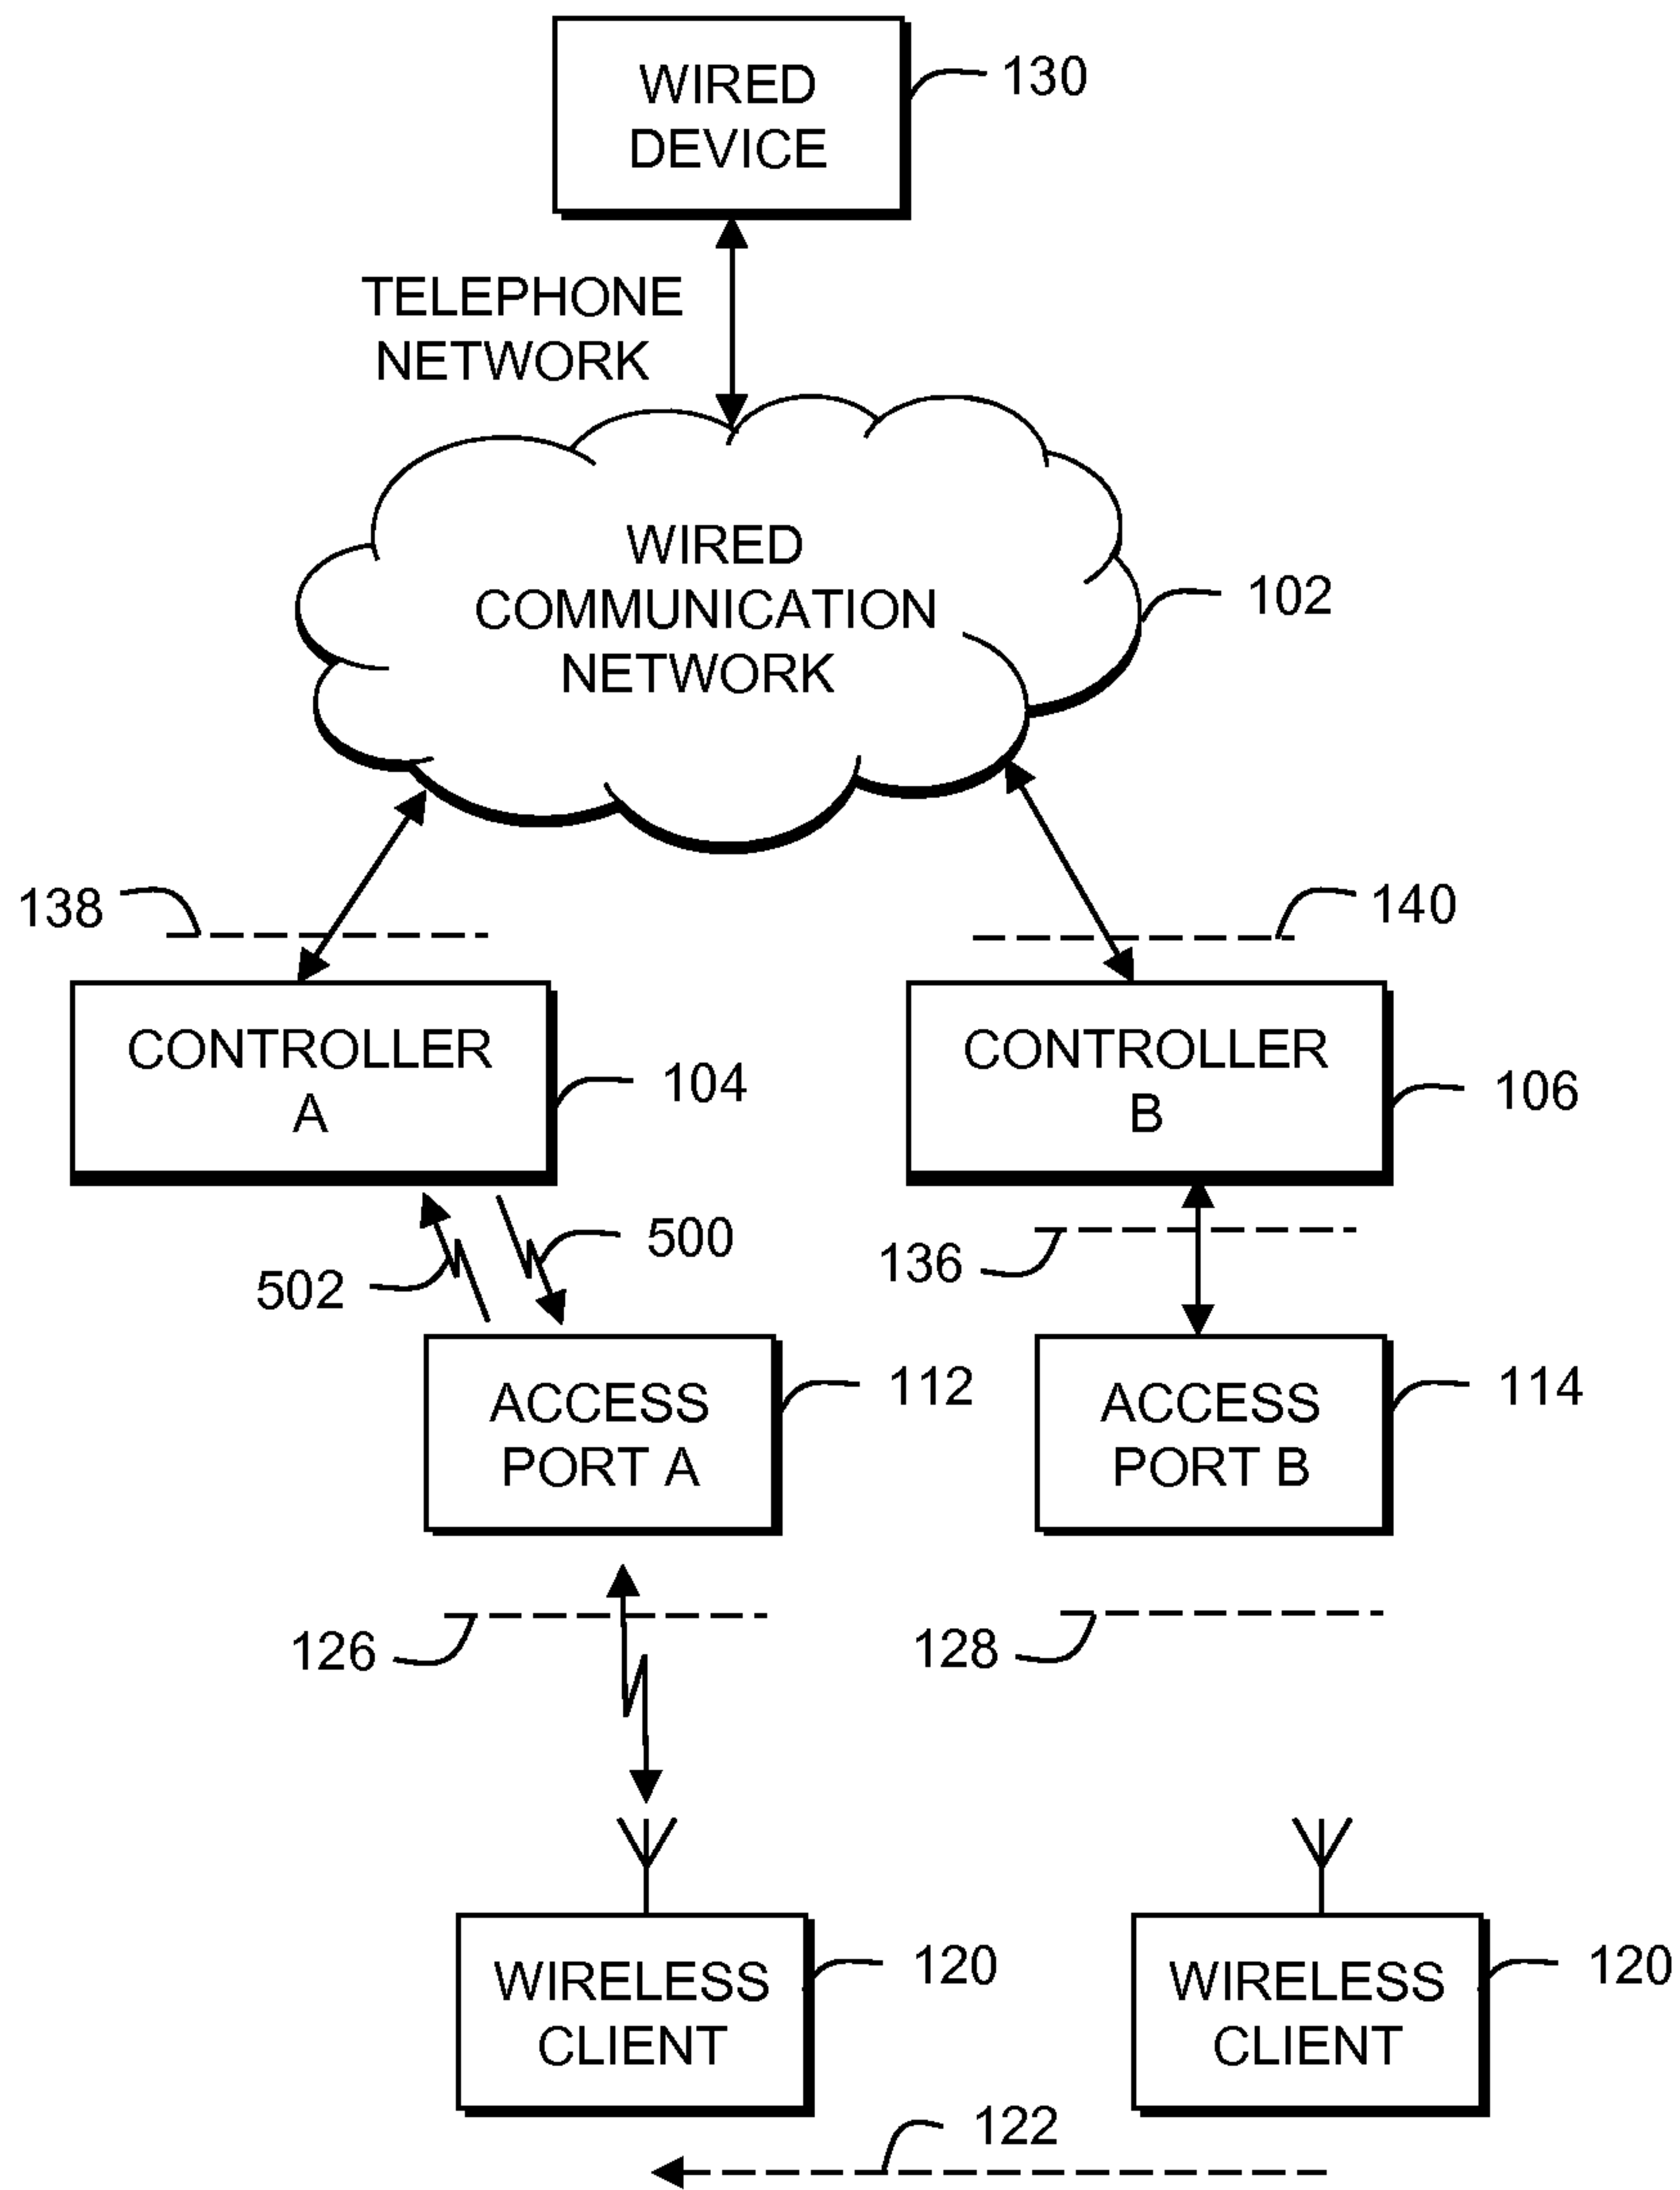 WIRED
DEVICE
130
TELEPHONE
NETWORK
WIRED
COMMUNICATION
NETWORK
102
138
140
CONTROLLER
A
104
CONTROLLER
B
106
502
500
136
ACCESS
PORT A
112
ACCESS
PORT B
114
126
128
WIRELESS
CLIENT
120
WIRELESS
CLIENT
120
122